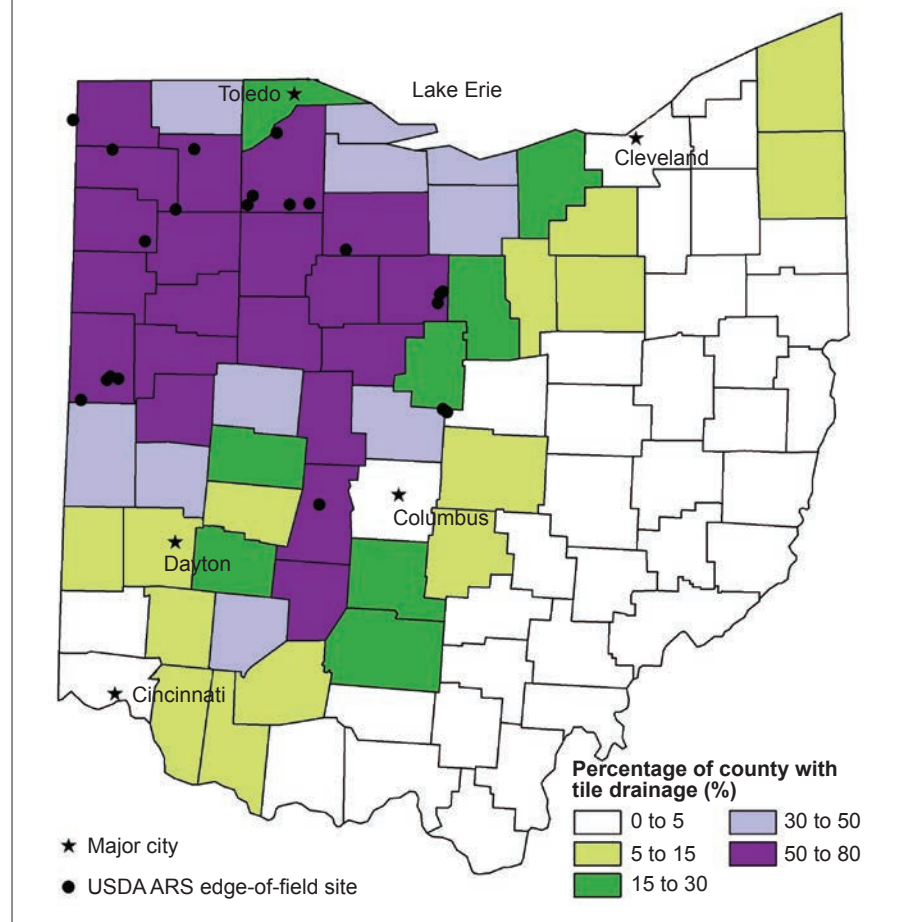 Toledo
Lake Erie
Cleveland
Columbus
Dayton
Cincinnati
Percentage of county with
tile drainage (%)
0 to 5
30 to 50
5 to 15
50 to 80
15 to 30
Major city
USDA ARS edge-of-field site